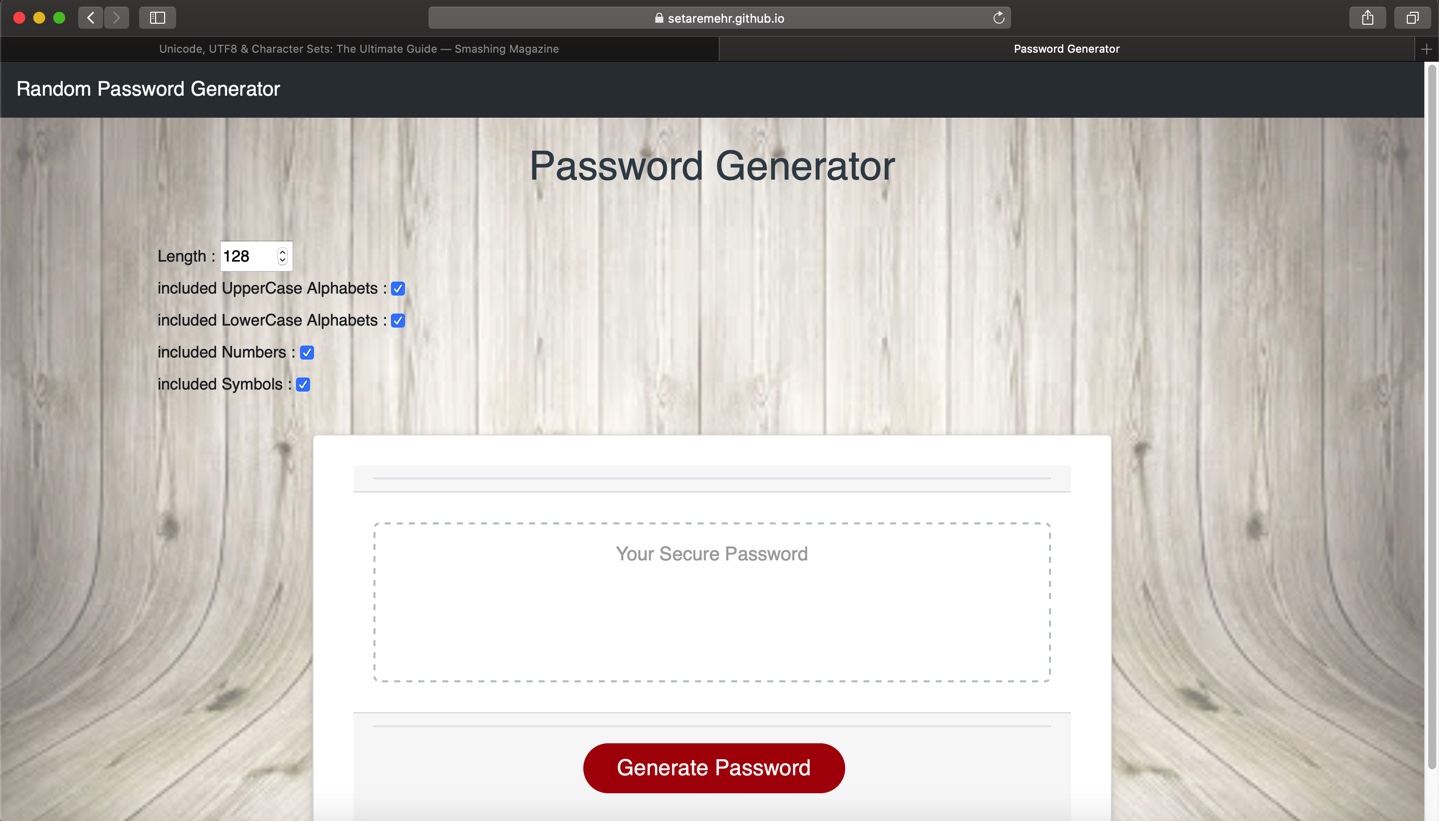 setaremehr.github.io
Unicode, UTF8 & Character Sets: The Ultimate Guide — Smashing Magazine
Password Generator
Random Password Generator
Password Generator
Length : 128
included UpperCase Alphabets :
included LowerCase Alphabets :
included Numbers :
included Symbols :
Your Secure Password
Generate Password